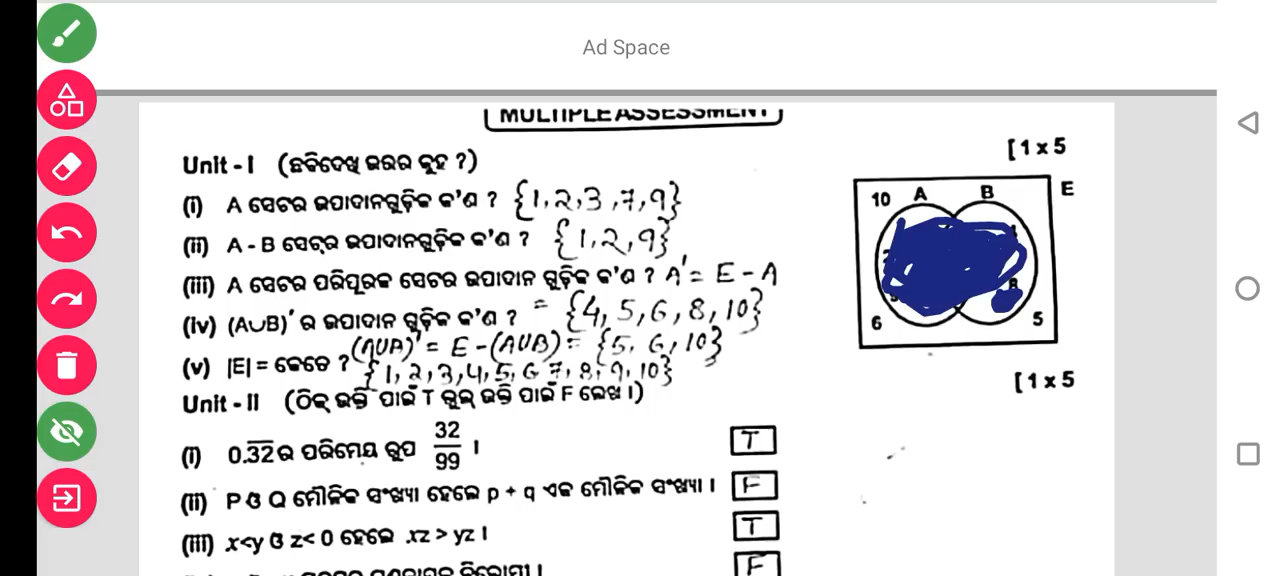 Ad Space
MULTIPLE ASSESSMENT
Unit - I (ଛବିଦେଖି ଉତ୍ତର କୁହ ?) [1 x 5
(i) A ସେଟର ଉପାଦାନଗୁଡ଼ିକ କ'ଣ ? {1,2,3,7,9}
(ii) A - B ସେଟ୍‌ର ଉପାଦାନଗୁଡ଼ିକ କ'ଣ ? {1,2,9}
(iii) A ସେଟର ପରିପୂରକ ସେଟର ଉପାଦାନ ଗୁଡ଼ିକ କ'ଣ ? A' = E - A
(iv) (A∪B)' ର ଉପାଦାନ ଗୁଡ଼ିକ କ'ଣ ? = {4,5,6,8,10}
(A∪B)' = E - (A∪B) = {5,6,10}
(v) |E| = କେତେ ? {1,2,3,4,5,6,7,8,9,10}
10 A B E
8
6 5
Unit - II (ଠିକ୍ ଉକ୍ତି ପାଇଁ T ଭୁଲ୍ ଉକ୍ତି ପାଇଁ F ଲେଖ ।) [1 x 5
(i) 0.3̅2̅ର ପରିମେୟ ରୂପ 32/99 । T
(ii) P ଓ Q ମୌଳିକ ସଂଖ୍ୟା ହେଲେ p + q ଏକ ମୌଳିକ ସଂଖ୍ୟା । F
(iii) x<y ଓ z< 0 ହେଲେ xz > yz । T
F